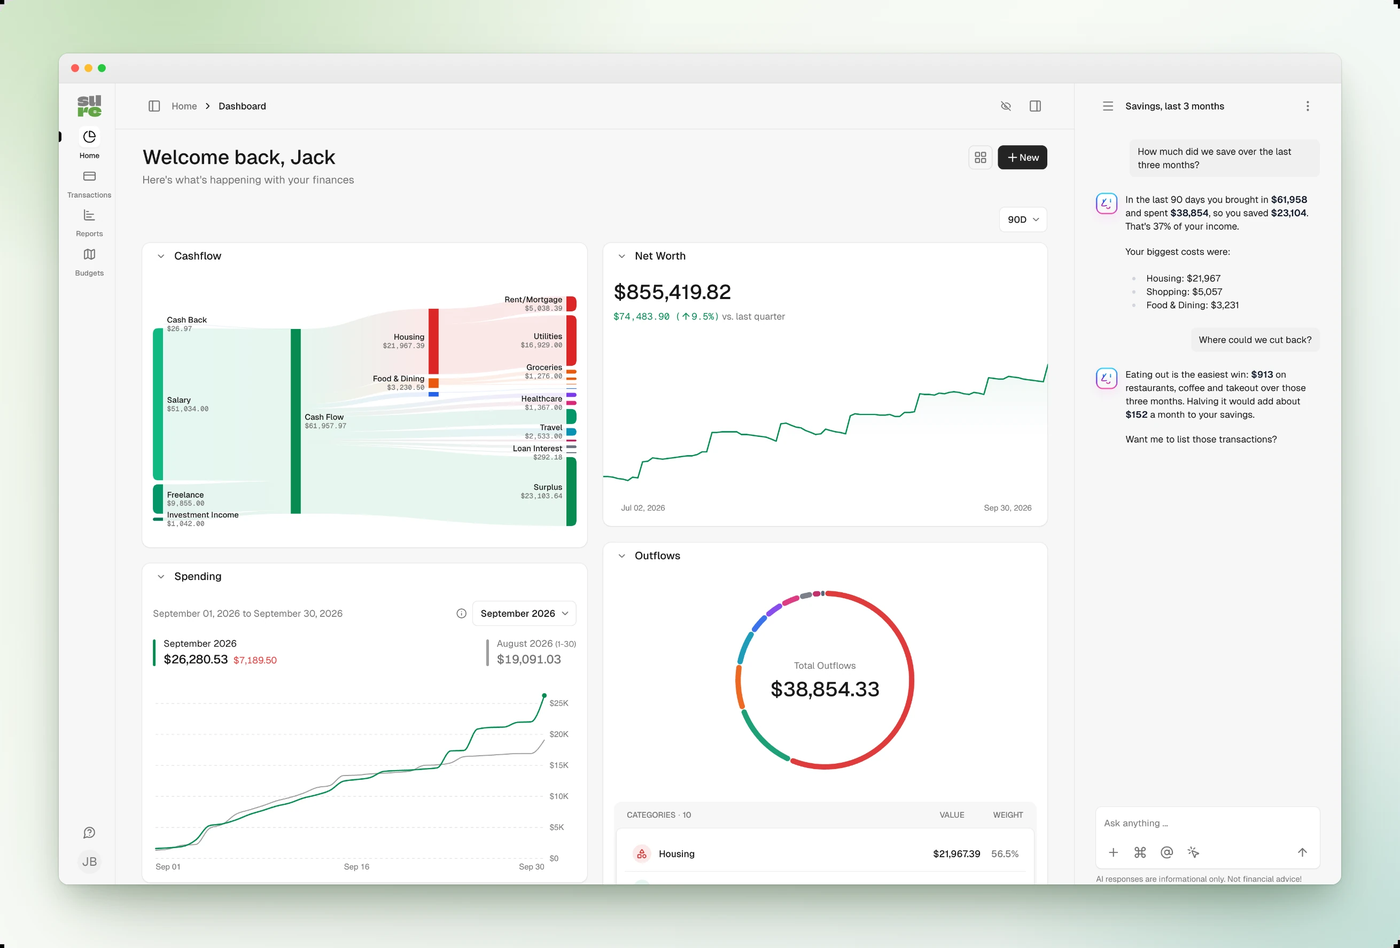 sure
Home
Transactions
Reports
Budgets
JB
Home
Dashboard
Welcome back, Jack
Here's what's happening with your finances
New
90D
Cashflow
Cash Back
$26.97
Salary
$51,034.00
Freelance
$9,855.00
Investment Income
$1,042.00
Cash Flow
$61,957.97
Housing
$21,967.39
Food & Dining
$3,230.50
Rent/Mortgage
$5,038.39
Utilities
$16,929.00
Groceries
$1,276.00
Healthcare
$1,367.00
Travel
$2,533.00
Loan Interest
$292.18
Surplus
$23,103.64
Net Worth
$855,419.82
$74,483.90 (↑9.5%) vs. last quarter
Jul 02, 2026
Sep 30, 2026
Spending
September 01, 2026 to September 30, 2026
September 2026
September 2026
$26,280.53 $7,189.50
August 2026 (1-30)
$19,091.03
$25K
$20K
$15K
$10K
$5K
$0
Sep 01
Sep 16
Sep 30
Outflows
Total Outflows
$38,854.33
CATEGORIES · 10
VALUE
WEIGHT
Housing
$21,967.39
56.5%
Savings, last 3 months
How much did we save over the last
three months?
In the last 90 days you brought in $61,958
and spent $38,854, so you saved $23,104.
That's 37% of your income.
Your biggest costs were:
Housing: $21,967
Shopping: $5,057
Food & Dining: $3,231
Where could we cut back?
Eating out is the easiest win: $913 on
restaurants, coffee and takeout over those
three months. Halving it would add about
$152 a month to your savings.
Want me to list those transactions?
Ask anything ...
AI responses are informational only. Not financial advice!